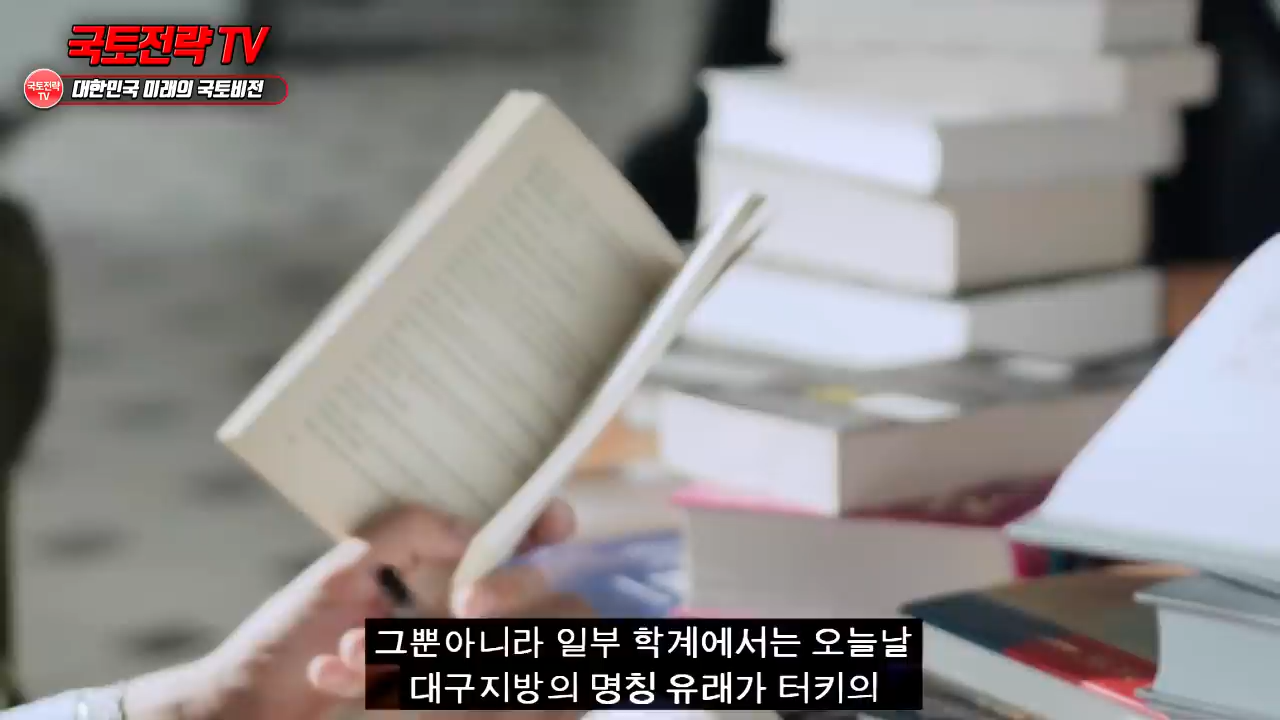 국토전략 TV
국토전략
TV
대한민국 미래의 국토비전
그뿐아니라 일부 학계에서는 오늘날
대구지방의 명칭 유래가 터키의